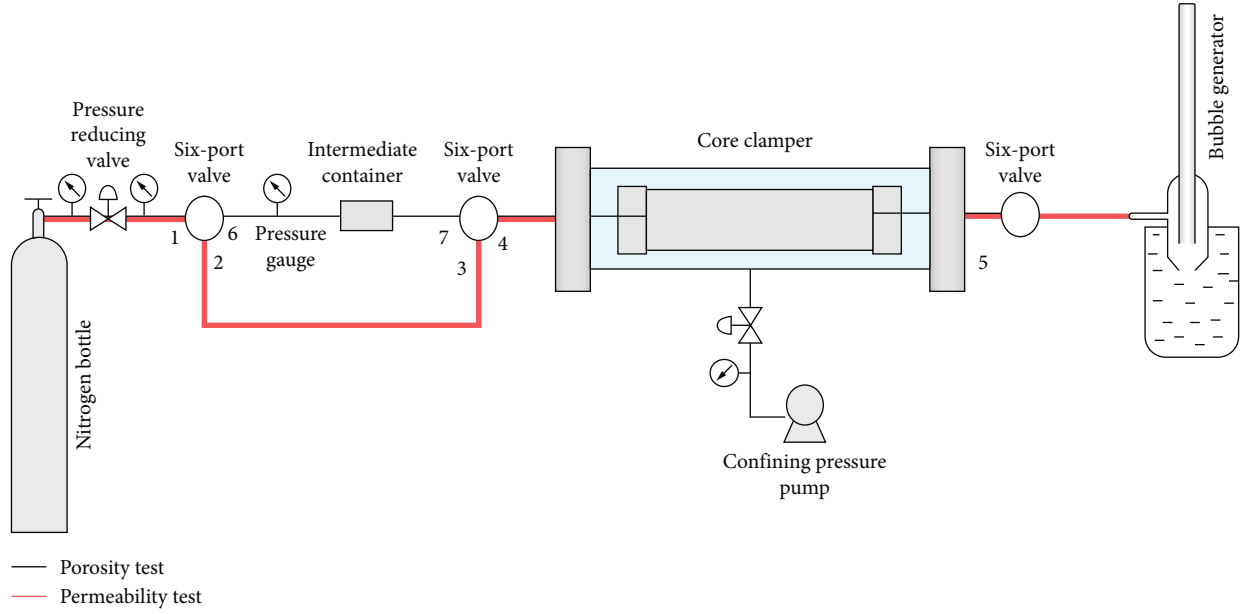 Pressure
reducing
valve
Six-port
valve
Intermediate
container
Six-port
valve
Core clamper
Six-port
valve
Bubble generator
1
6
2
Pressure
gauge
7
4
3
5
Nitrogen bottle
Confining pressure
pump
Porosity test
Permeability test